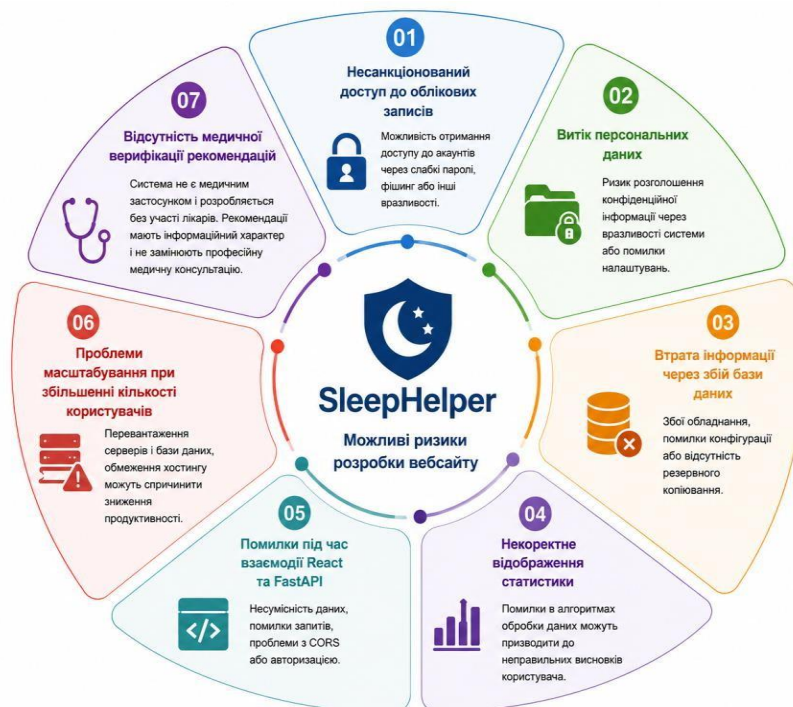 01
Несанкціонований
доступ до облікових
записів
Можливість отримання
доступу до акаунтів
через слабкі паролі,
фішинг або інші
вразливості.
02
Витік персональних
даних
Ризик розголошення
конфіденційної
інформації через
вразливості системи
або помилки
налаштувань.
03
Втрата інформації
через збій бази
даних
Збої обладнання,
помилки конфігурації
або відсутність
резервного
копіювання.
04
Некоректне
відображення
статистики
Помилки в алгоритмах
обробки даних можуть
призводити до
неправильних висновків
користувача.
05
Помилки під час
взаємодії React
та FastAPI
Несумісність даних,
помилки запитів,
проблеми з CORS
або авторизацією.
06
Проблеми
масштабування при
збільшенні кількості
користувачів
Перевантаження
серверів і бази даних,
обмеження хостингу
можуть спричинити
зниження
продуктивності.
07
Відсутність медичної
верифікації рекомендацій
Система не є медичним
застосунком і розробляється
без участі лікарів. Рекомендації
мають інформаційний характер
і не замінюють професійну
медичну консультацію.
SleepHelper
Можливі ризики
розробки вебсайту